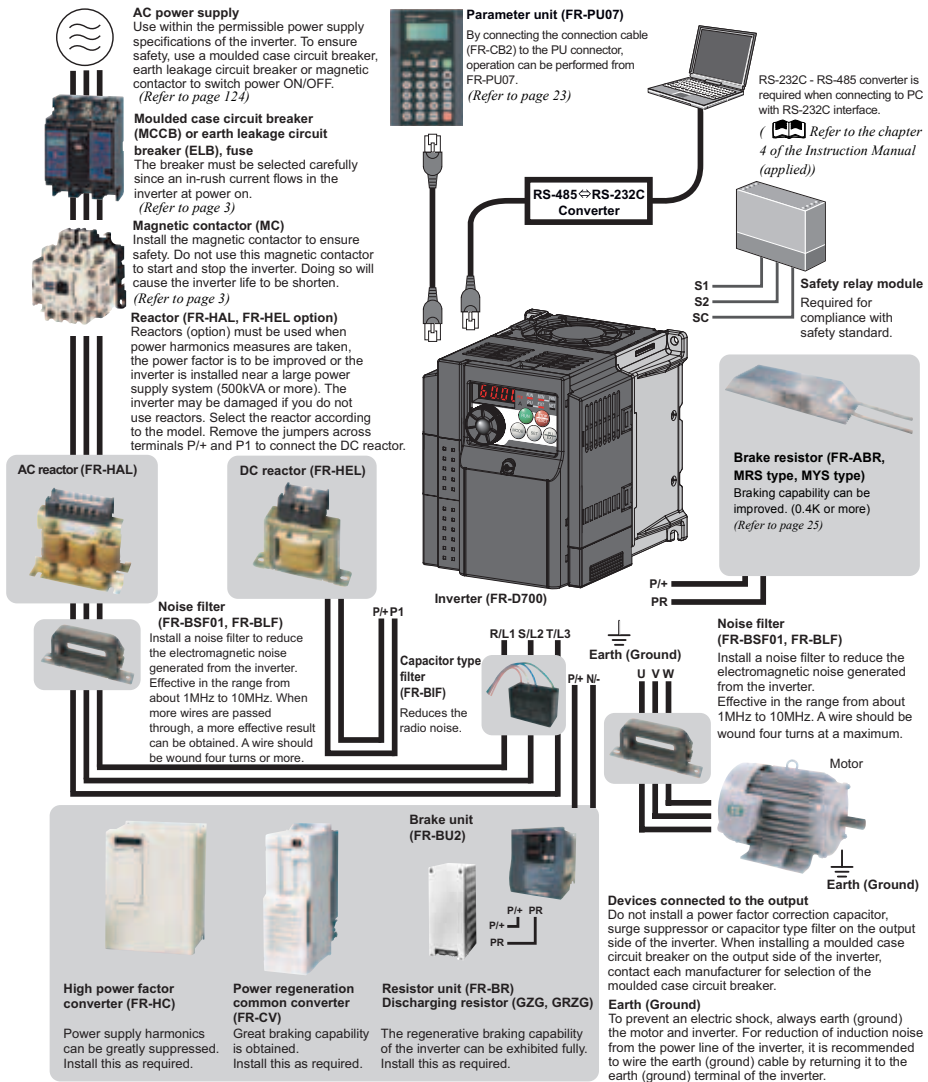 AC power supply
Use within the permissible power supply
specifications of the inverter. To ensure
safety, use a moulded case circuit breaker,
earth leakage circuit breaker or magnetic
contactor to switch power ON/OFF.
(Refer to page 124)
Moulded case circuit breaker
(MCCB) or earth leakage circuit
breaker (ELB), fuse
The breaker must be selected carefully
since an in-rush current flows in the
inverter at power on.
(Refer to page 3)
Magnetic contactor (MC)
Install the magnetic contactor to ensure
safety. Do not use this magnetic contactor
to start and stop the inverter. Doing so will
cause the inverter life to be shorten.
(Refer to page 3)
Reactor (FR-HAL, FR-HEL option)
Reactors (option) must be used when
power harmonics measures are taken,
the power factor is to be improved or the
inverter is installed near a large power
supply system (500kVA or more). The
inverter may be damaged if you do not
use reactors. Select the reactor according
to the model. Remove the jumpers across
terminals P/+ and P1 to connect the DC reactor.
Parameter unit (FR-PU07)
By connecting the connection cable
(FR-CB2) to the PU connector,
operation can be performed from
FR-PU07.
(Refer to page 23)
RS-232C - RS-485 converter is
required when connecting to PC
with RS-232C interface.
( Refer to the chapter
4 of the Instruction Manual
(applied))
RS-485⇔RS-232C
Converter
S1
S2
SC
Safety relay module
Required for
compliance with
safety standard.
60.01
RUN
MODE
SET
Brake resistor (FR-ABR,
MRS type, MYS type)
Braking capability can be
improved. (0.4K or more)
(Refer to page 25)
P/+
PR
AC reactor (FR-HAL)
DC reactor (FR-HEL)
Inverter (FR-D700)
Noise filter
(FR-BSF01, FR-BLF)
Install a noise filter to reduce
the electromagnetic noise
generated from the inverter.
Effective in the range from
about 1MHz to 10MHz. When
more wires are passed
through, a more effective result
can be obtained. A wire should
be wound four turns or more.
P/+ P1
Capacitor type
filter
(FR-BIF)
Reduces the
radio noise.
R/L1 S/L2 T/L3
P/+ N/-
Earth (Ground)
U V W
Noise filter
(FR-BSF01, FR-BLF)
Install a noise filter to reduce the
electromagnetic noise generated
from the inverter.
Effective in the range from about
1MHz to 10MHz. A wire should be
wound four turns at a maximum.
Motor
Earth (Ground)
Brake unit
(FR-BU2)
P/+ PR
P/+
PR
High power factor
converter (FR-HC)
Power supply harmonics
can be greatly suppressed.
Install this as required.
Power regeneration
common converter
(FR-CV)
Great braking capability
is obtained.
Install this as required.
Resistor unit (FR-BR)
Discharging resistor (GZG, GRZG)
The regenerative braking capability
of the inverter can be exhibited fully.
Install this as required.
Devices connected to the output
Do not install a power factor correction capacitor,
surge suppressor or capacitor type filter on the output
side of the inverter. When installing a moulded case
circuit breaker on the output side of the inverter,
contact each manufacturer for selection of the
moulded case circuit breaker.
Earth (Ground)
To prevent an electric shock, always earth (ground)
the motor and inverter. For reduction of induction noise
from the power line of the inverter, it is recommended
to wire the earth (ground) cable by returning it to the
earth (ground) terminal of the inverter.